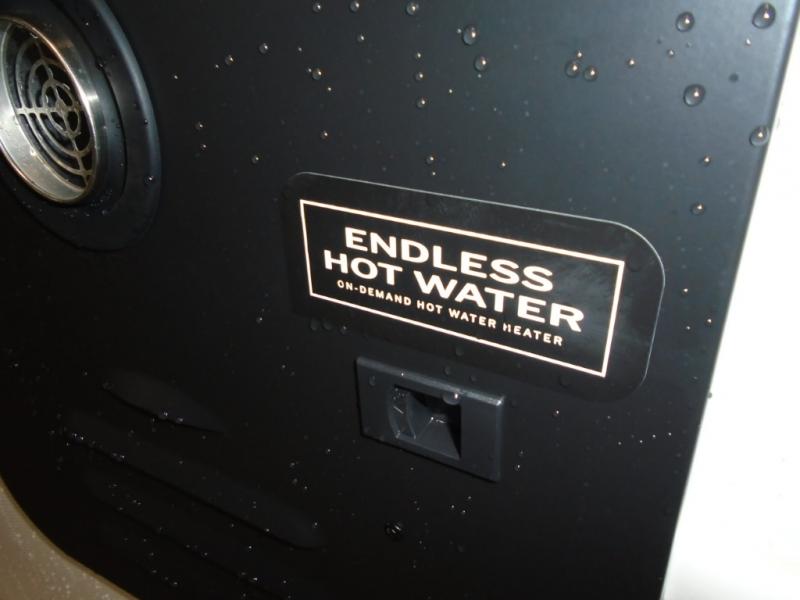 ENDLESS
HOT WATER
ON-DEMAND HOT WATER HEATER